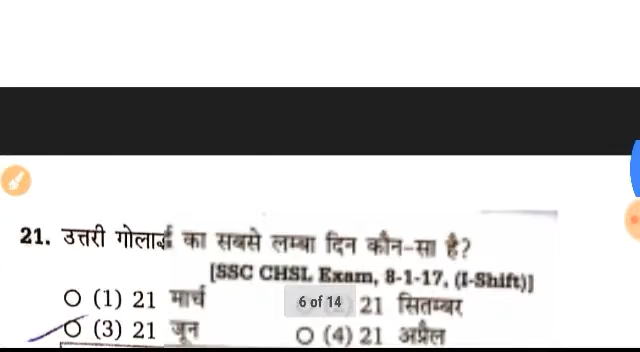 21. उत्तरी गोलार्द्ध का सबसे लम्बा दिन कौन-सा है?
[SSC CHSL Exam, 8-1-17, (I-Shift)]
O (1) 21 मार्च 6 of 14 21 सितम्बर
O (3) 21 जून O (4) 21 अप्रैल